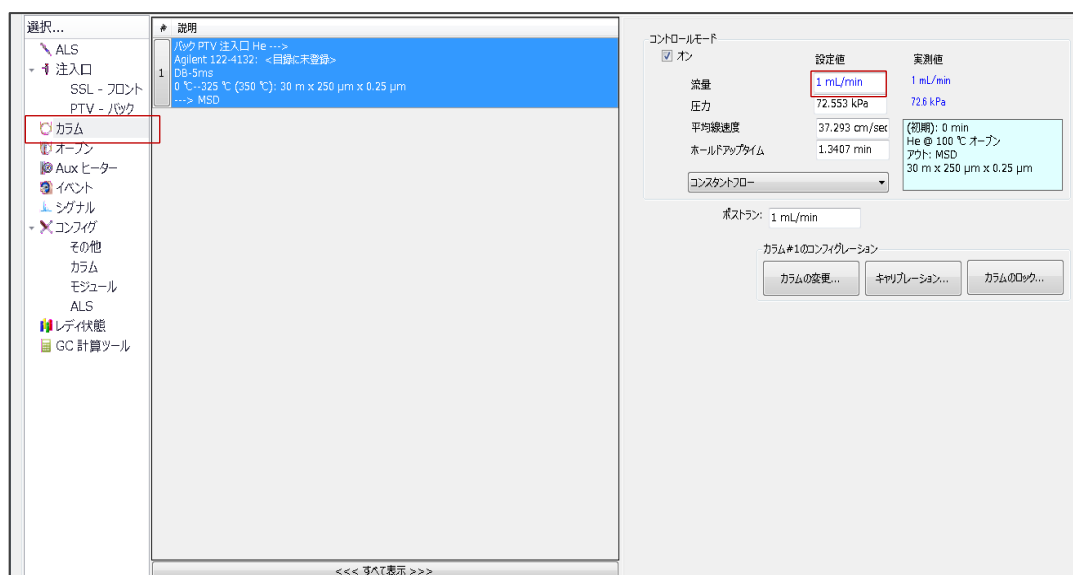 選択...
ALS
注入口
SSL - フロント
PTV - バック
カラム
オーブン
Aux ヒーター
イベント
シグナル
コンフィグ
その他
カラム
モジュール
ALS
レディ状態
GC 計算ツール
# 説明
1
バック PTV 注入口 He --->
Agilent 122-4132: <目録に未登録>
DB-5ms
0 ℃--325 ℃ (350 ℃): 30 m x 250 µm x 0.25 µm
---> MSD
<<< すべて表示 >>>
コントロールモード
オン
設定値 実測値
流量 1 mL/min 1 mL/min
圧力 72.553 kPa 72.6 kPa
平均線速度 37.293 cm/sec
ホールドアップタイム 1.3407 min
(初期): 0 min
He @ 100 ℃ オーブン
アウト: MSD
30 m x 250 µm x 0.25 µm
コンスタントフロー
ポストラン: 1 mL/min
カラム#1のコンフィグレーション
カラムの変更... キャリブレーション... カラムのロック...